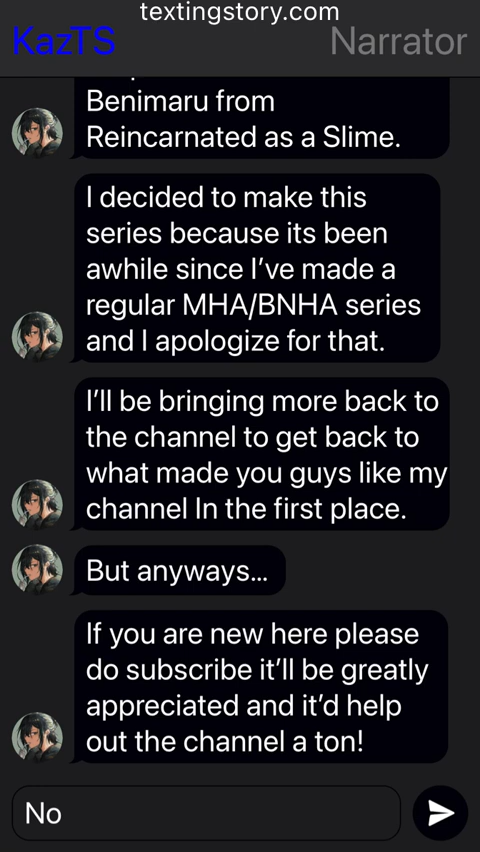 textingstory.com
KazTS
Narrator
Benimaru from
Reincarnated as a Slime.
I decided to make this
series because its been
awhile since I’ve made a
regular MHA/BNHA series
and I apologize for that.
I’ll be bringing more back to
the channel to get back to
what made you guys like my
channel In the first place.
But anyways...
If you are new here please
do subscribe it’ll be greatly
appreciated and it’d help
out the channel a ton!
No